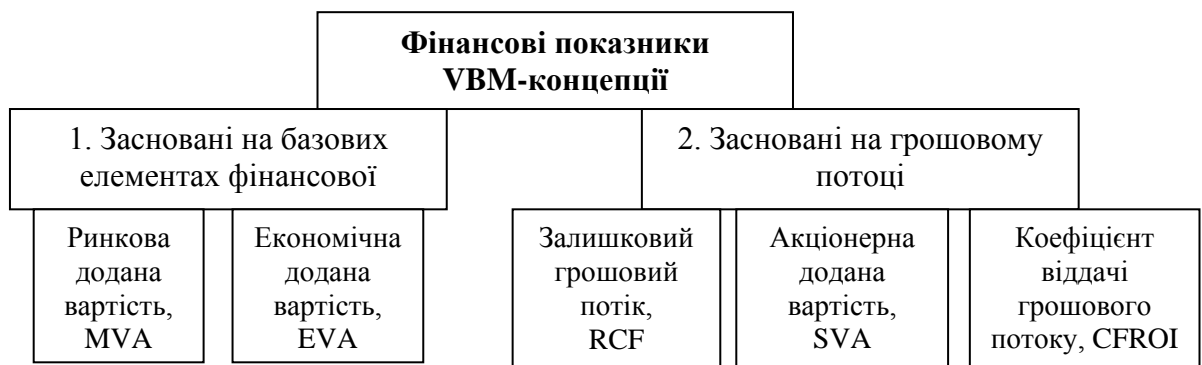 Фінансові показники
VBM-концепції
1. Засновані на базових
елементах фінансової
2. Засновані на грошовому
потоці
Ринкова
додана
вартість,
MVA
Економічна
додана
вартість,
EVA
Залишковий
грошовий
потік,
RCF
Акціонерна
додана
вартість,
SVA
Коефіцієнт
віддачі
грошового
потоку, CFROI